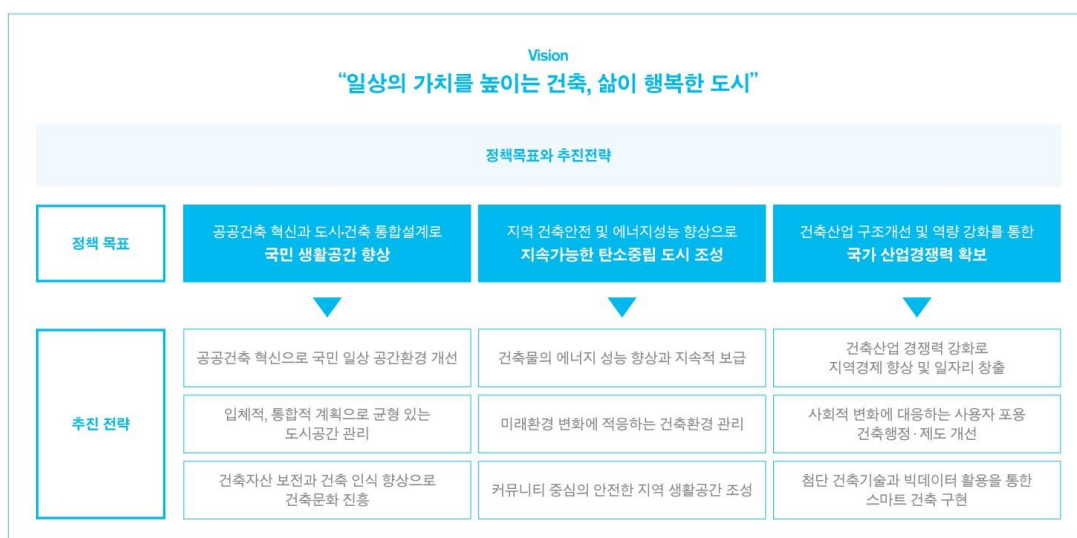 Vision
“일상의 가치를 높이는 건축, 삶이 행복한 도시”
정책목표와 추진전략
정책 목표
공공건축 혁신과 도시·건축 통합설계로
국민 생활공간 향상
지역 건축안전 및 에너지성능 향상으로
지속가능한 탄소중립 도시 조성
건축산업 구조개선 및 역량 강화를 통한
국가 산업경쟁력 확보
추진 전략
공공건축 혁신으로 국민 일상 공간환경 개선
건축물의 에너지 성능 향상과 지속적 보급
건축산업 경쟁력 강화로
지역경제 향상 및 일자리 창출
입체적, 통합적 계획으로 균형 있는
도시공간 관리
미래환경 변화에 적응하는 건축환경 관리
사회적 변화에 대응하는 사용자 포용
건축행정·제도 개선
건축자산 보전과 건축 인식 향상으로
건축문화 진흥
커뮤니티 중심의 안전한 지역 생활공간 조성
첨단 건축기술과 빅데이터 활용을 통한
스마트 건축 구현